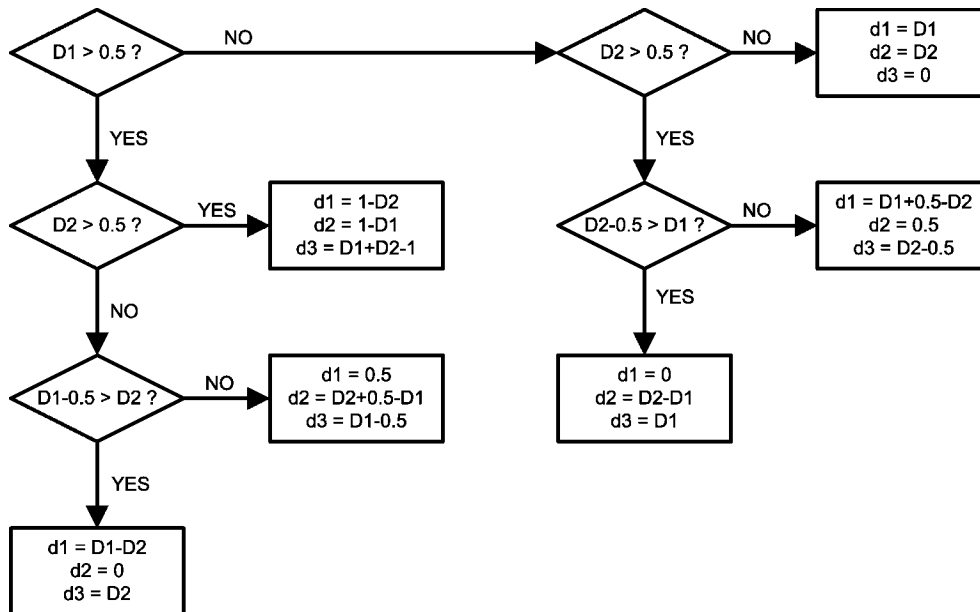 D1 > 0.5 ?
NO
D2 > 0.5 ?
NO
d1 = D1
d2 = D2
d3 = 0
YES
YES
D2 > 0.5 ?
YES
d1 = 1-D2
d2 = 1-D1
d3 = D1+D2-1
D2-0.5 > D1 ?
NO
d1 = D1+0.5-D2
d2 = 0.5
d3 = D2-0.5
NO
YES
D1-0.5 > D2 ?
NO
d1 = 0.5
d2 = D2+0.5-D1
d3 = D1-0.5
d1 = 0
d2 = D2-D1
d3 = D1
YES
d1 = D1-D2
d2 = 0
d3 = D2